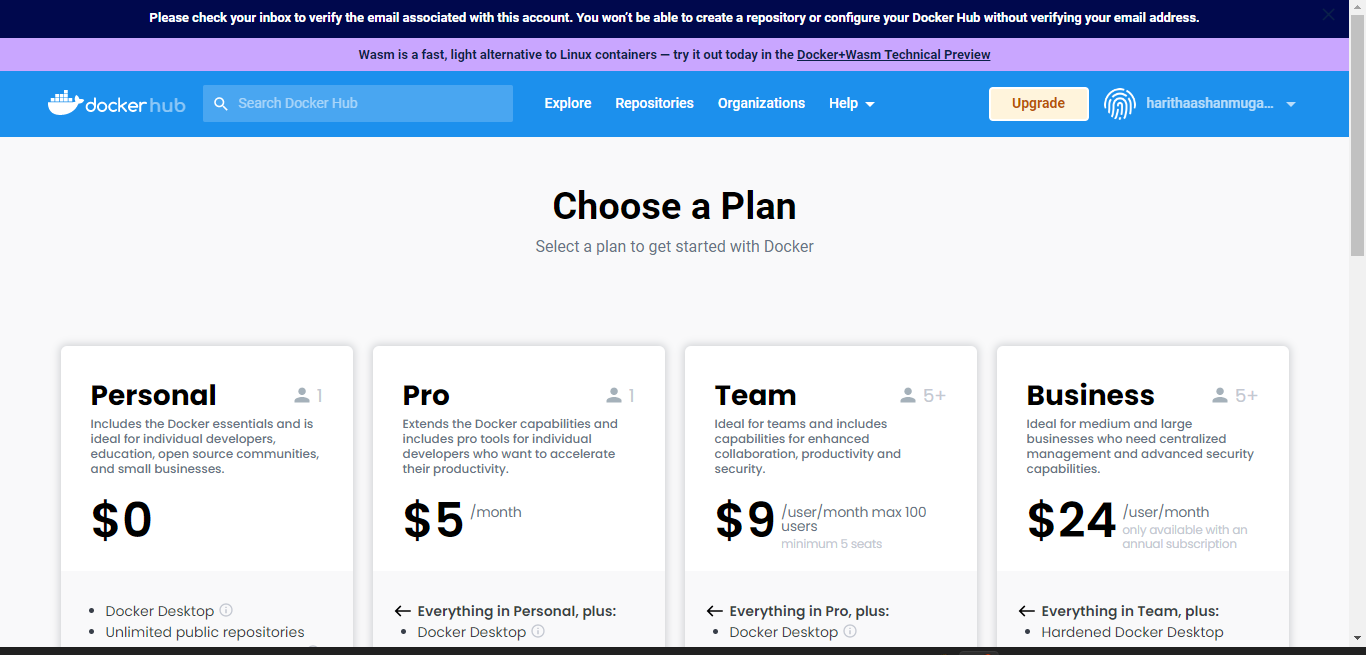 Please check your inbox to verify the email associated with this account. You won't be able to create a repository or configure your Docker Hub without verifying your email address.
Wasm is a fast, light alternative to Linux containers — try it out today in the Docker+Wasm Technical Preview
docker hub
Search Docker Hub
Explore
Repositories
Organizations
Help
Upgrade
harithaashanmuga...
Choose a Plan
Select a plan to get started with Docker
Personal
1
Includes the Docker essentials and is
ideal for individual developers,
education, open source communities,
and small businesses.
$0
Docker Desktop
Unlimited public repositories
Pro
1
Extends the Docker capabilities and
includes pro tools for individual
developers who want to accelerate
their productivity.
$5 /month
Everything in Personal, plus:
Docker Desktop
Team
5+
Ideal for teams and includes
capabilities for enhanced
collaboration, productivity and
security.
$9 /user/month max 100
users
minimum 5 seats
Everything in Pro, plus:
Docker Desktop
Business
5+
Ideal for medium and large
businesses who need centralized
management and advanced security
capabilities.
$24 /user/month
only available with an
annual subscription
Everything in Team, plus:
Hardened Docker Desktop